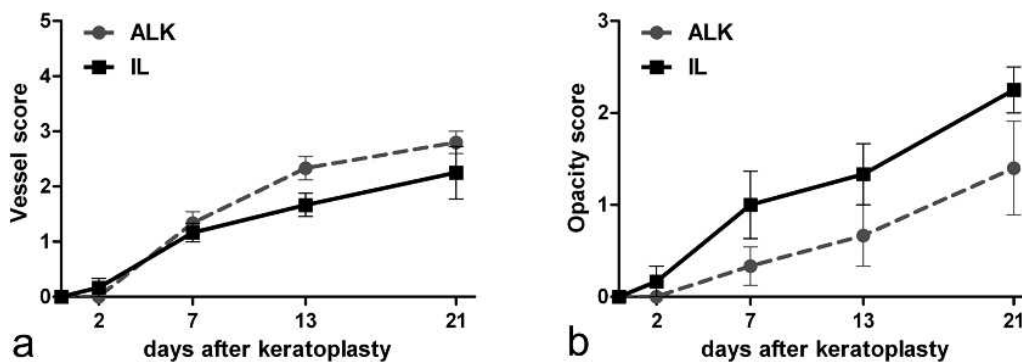 ALK
IL
Vessel score
5
4
3
2
1
0
2 7 13 21
days after keratoplasty
a
ALK
IL
Opacity score
3
2
1
0
2 7 13 21
days after keratoplasty
b